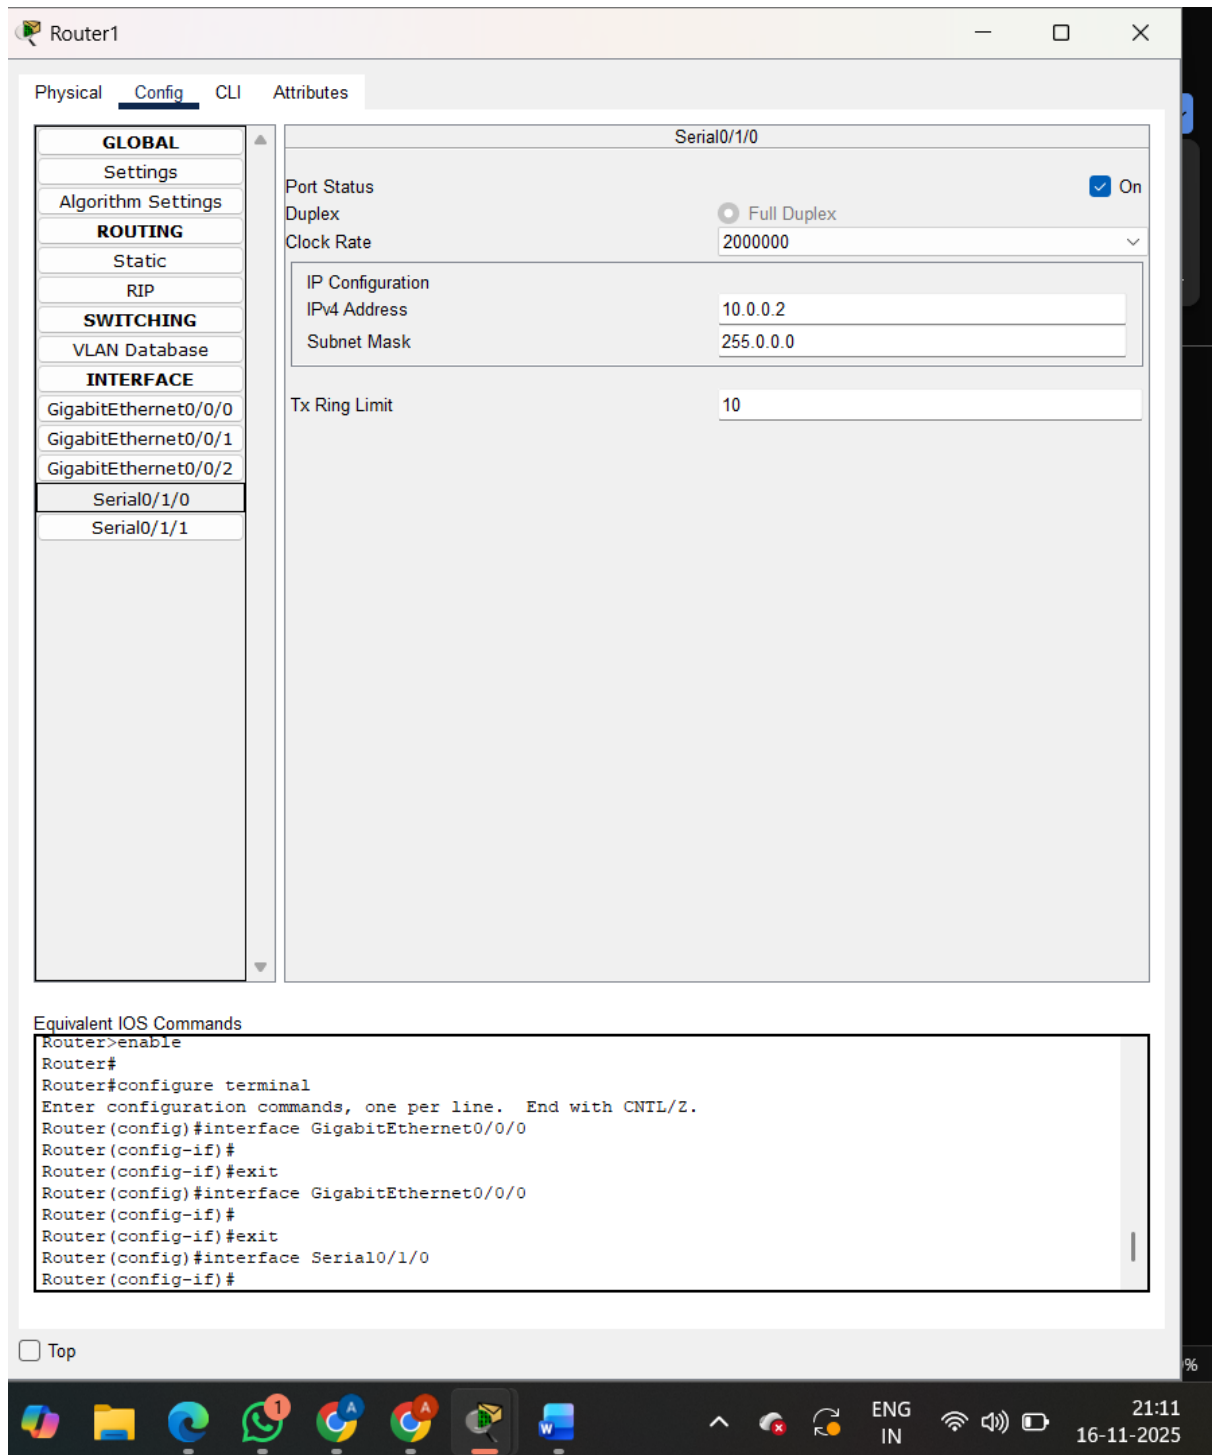 Router1
Physical Config CLI Attributes
GLOBAL
Settings
Algorithm Settings
ROUTING
Static
RIP
SWITCHING
VLAN Database
INTERFACE
GigabitEthernet0/0/0
GigabitEthernet0/0/1
GigabitEthernet0/0/2
Serial0/1/0
Serial0/1/1
Serial0/1/0
Port Status On
Duplex Full Duplex
Clock Rate 2000000
IP Configuration
IPv4 Address 10.0.0.2
Subnet Mask 255.0.0.0
Tx Ring Limit 10
Equivalent IOS Commands
Router>enable
Router#
Router#configure terminal
Enter configuration commands, one per line. End with CNTL/Z.
Router(config)#interface GigabitEthernet0/0/0
Router(config-if)#
Router(config-if)#exit
Router(config)#interface GigabitEthernet0/0/0
Router(config-if)#
Router(config-if)#exit
Router(config)#interface Serial0/1/0
Router(config-if)#
Top
%
1 A A W
ENG 21:11
IN 16-11-2025